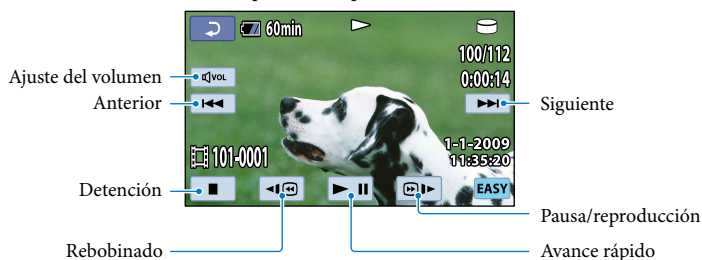 60min
100/112
Ajuste del volumen
VOL
0:00:14
Anterior
Siguiente
1-1-2009
101-0001
11:35:20
Detención
EASY
Pausa/reproducción
Rebobinado
Avance rápido